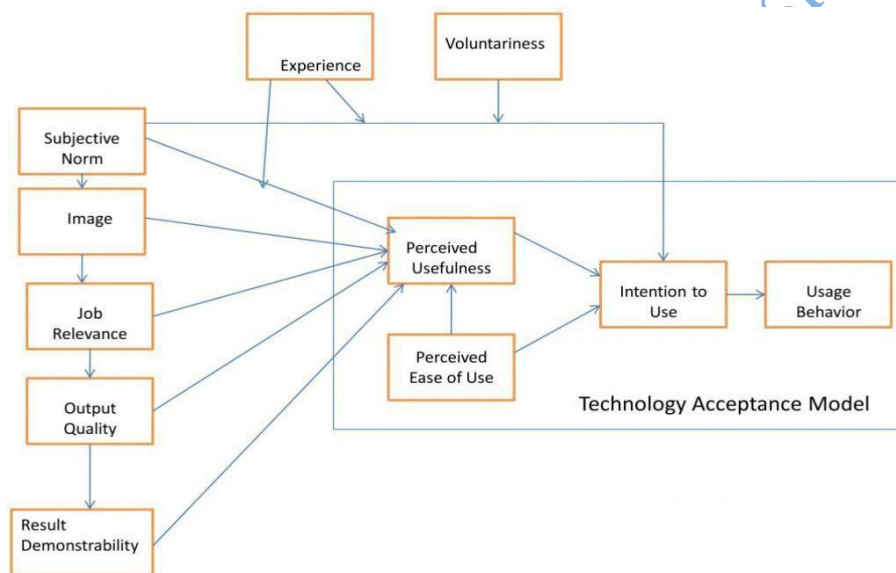 Experience
Voluntariness
Subjective
Norm
Image
Job
Relevance
Output
Quality
Result
Demonstrability
Perceived
Usefulness
Perceived
Ease of Use
Intention to
Use
Usage
Behavior
Technology Acceptance Model